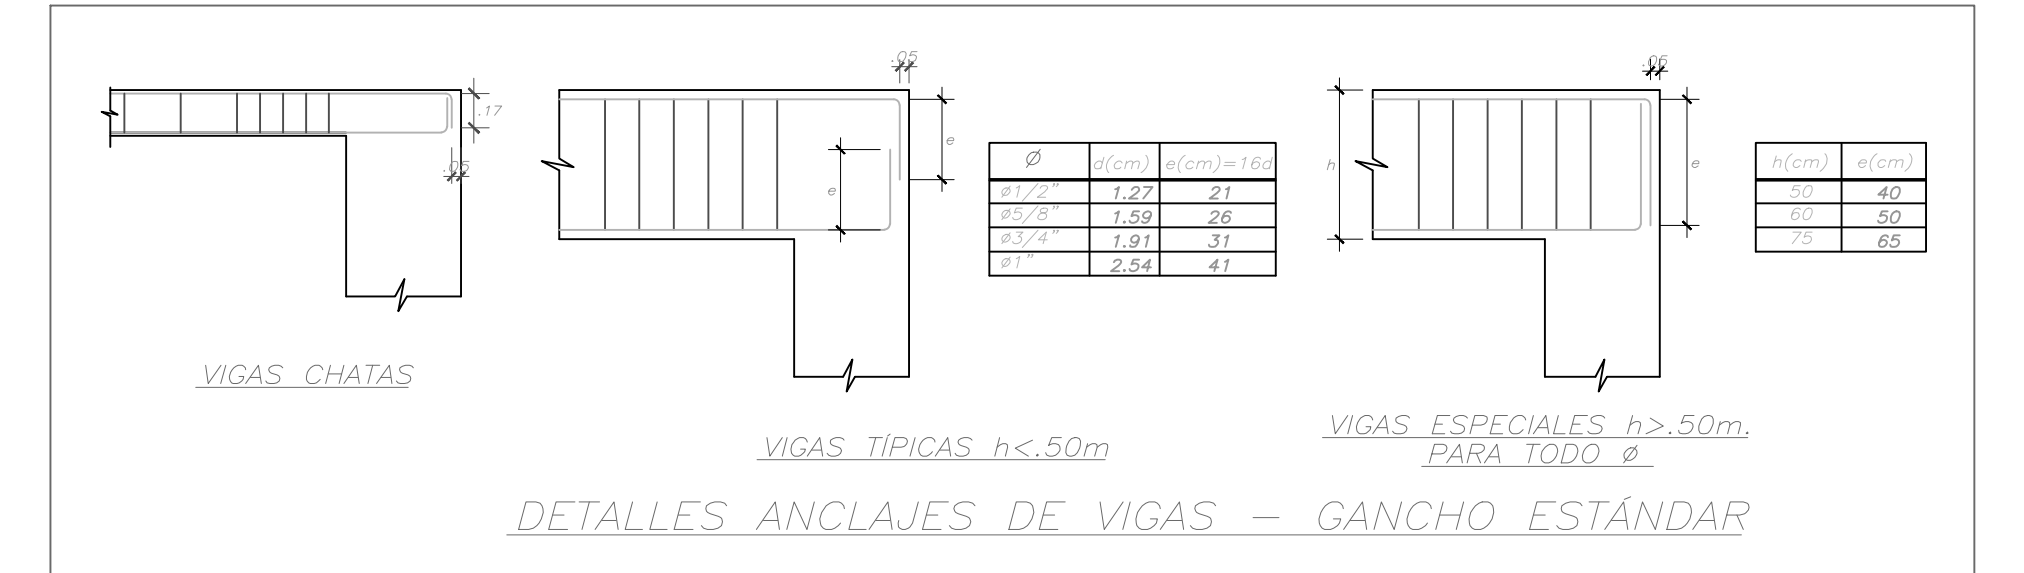 .05
.17
.05
VIGAS CHATAS
.05
e
e
VIGAS TÍPICAS h<.50m
Ø d(cm) e(cm)=16d
ø1/2" 1.27 21
ø5/8" 1.59 26
ø3/4" 1.91 31
ø1" 2.54 41
.05
h
e
VIGAS ESPECIALES h>.50m.
PARA TODO Ø
h(cm) e(cm)
50 40
60 50
75 65
DETALLES ANCLAJES DE VIGAS – GANCHO ESTÁNDAR